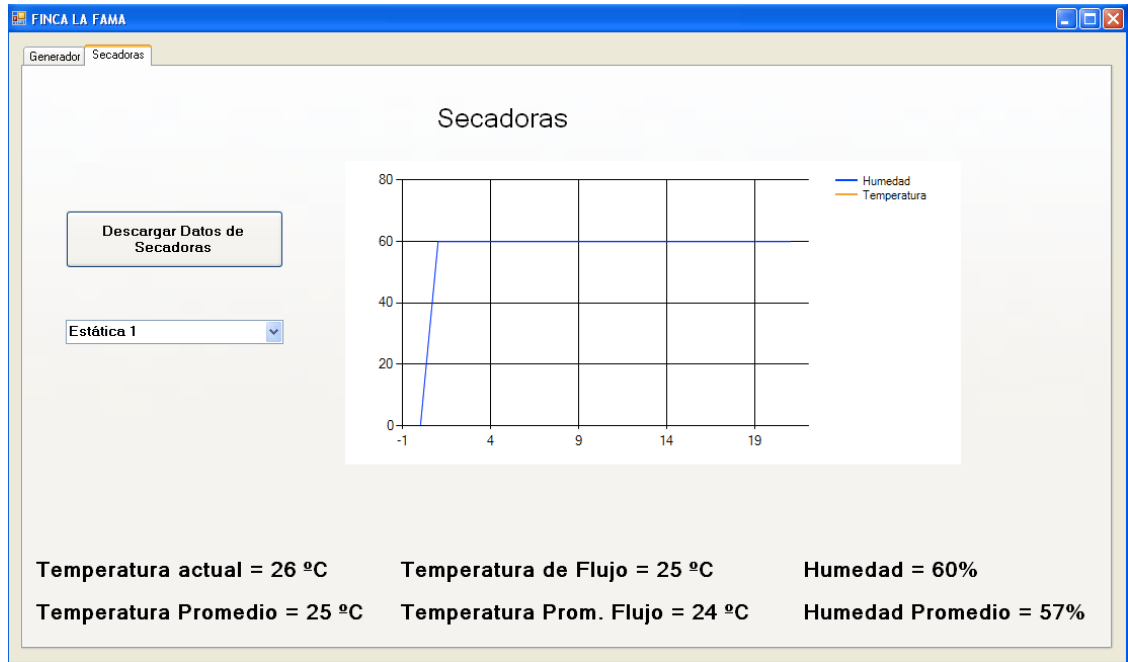 FINCA LA FAMA
Generador
Secadoras
Secadoras
Descargar Datos de
Secadoras
Estática 1
80
60
40
20
0
-1 4 9 14 19
Humedad
Temperatura
Temperatura actual = 26 ºC
Temperatura de Flujo = 25 ºC
Humedad = 60%
Temperatura Promedio = 25 ºC
Temperatura Prom. Flujo = 24 ºC
Humedad Promedio = 57%